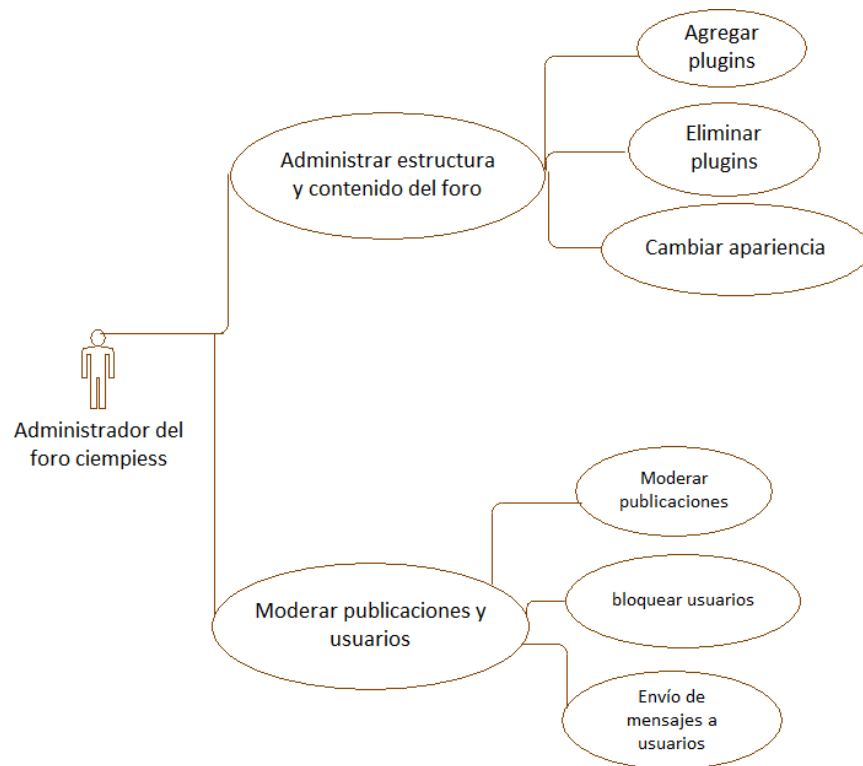 Agregar
plugins
Administrar estructura
y contenido del foro
Eliminar
plugins
Cambiar apariencia
Administrador del
foro ciempiess
Moderar
publicaciones
Moderar publicaciones y
usuarios
bloquear usuarios
Envío de
mensajes a
usuarios